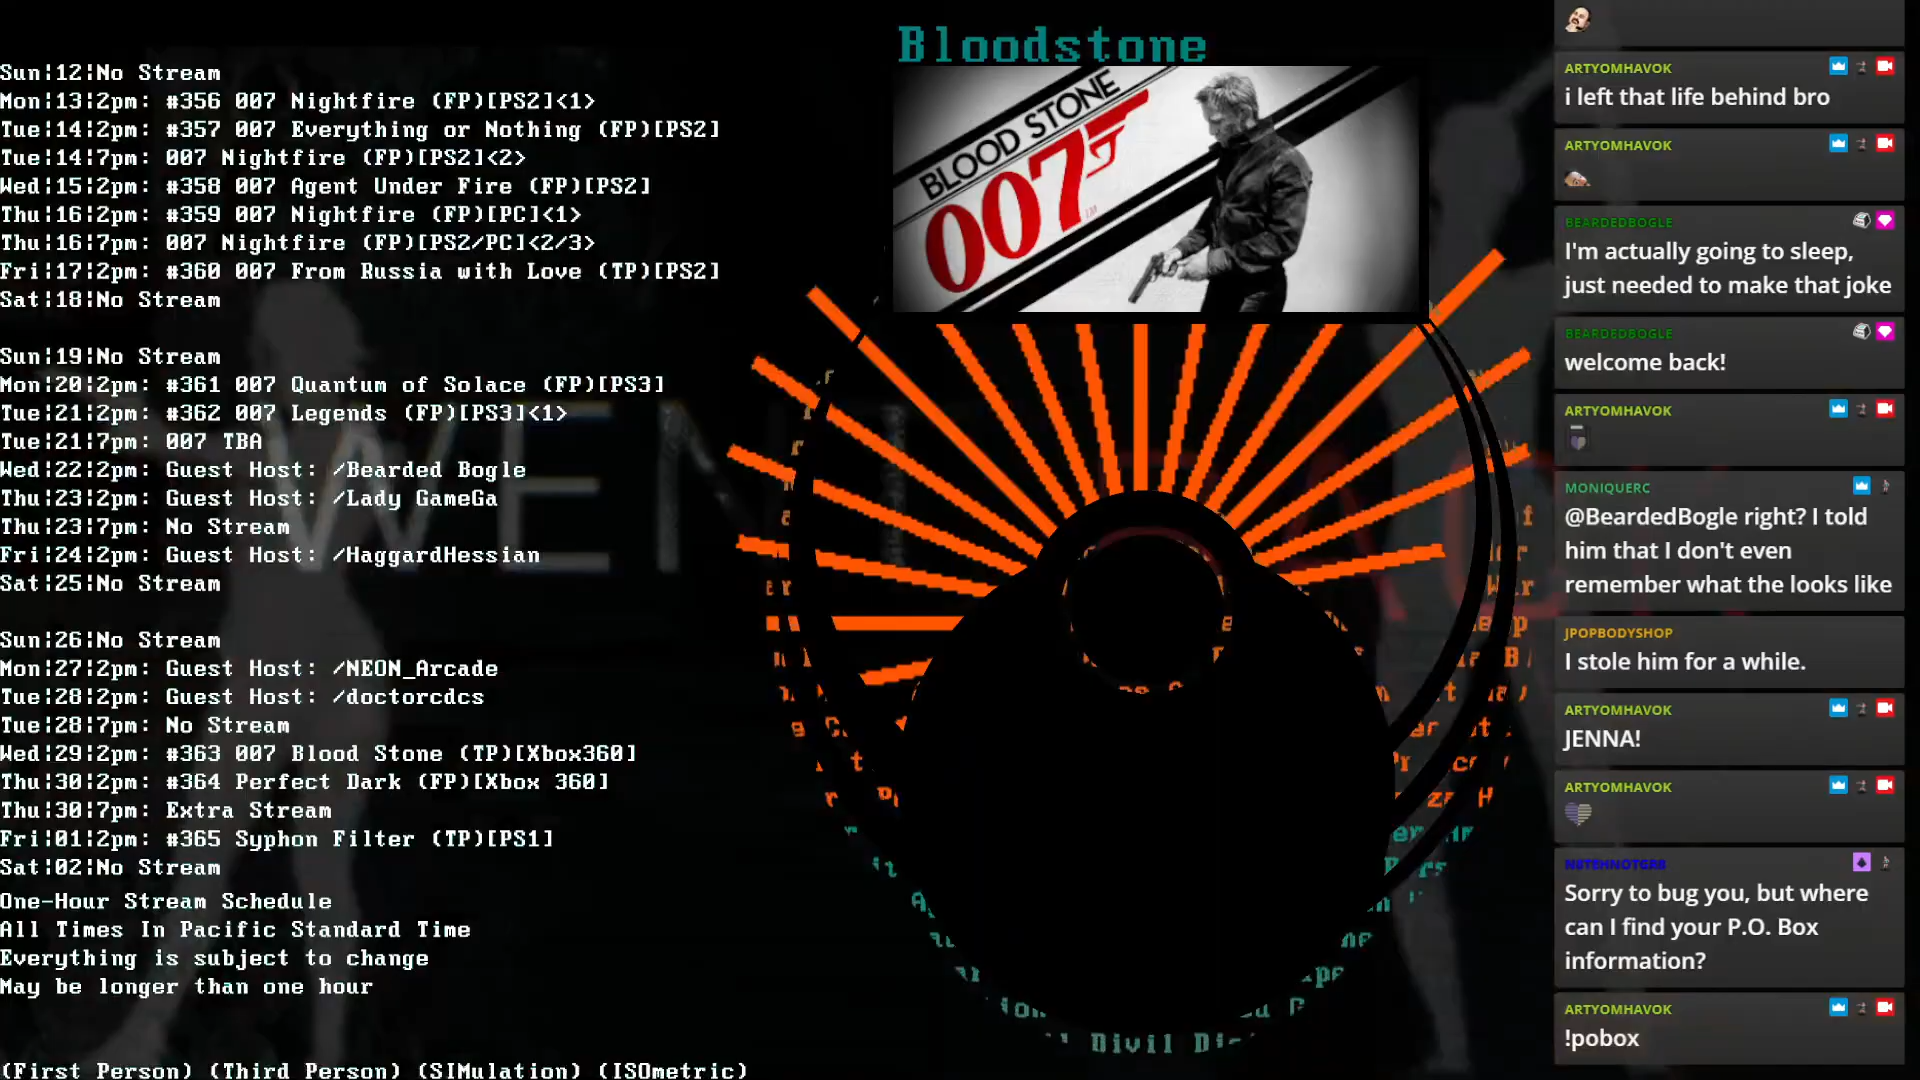 Sun|12|No Stream
Mon|13|2pm: #356 007 Nightfire (FP)[PS2]<1>
Tue|14|2pm: #357 007 Everything or Nothing (FP)[PS2]
Tue|14|7pm: 007 Nightfire (FP)[PS2]<2>
Wed|15|2pm: #358 007 Agent Under Fire (FP)[PS2]
Thu|16|2pm: #359 007 Nightfire (FP)[PC]<1>
Thu|16|7pm: 007 Nightfire (FP)[PS2/PC]<2/3>
Fri|17|2pm: #360 007 From Russia with Love (TP)[PS2]
Sat|18|No Stream
Sun|19|No Stream
Mon|20|2pm: #361 007 Quantum of Solace (FP)[PS3]
Tue|21|2pm: #362 007 Legends (FP)[PS3]<1>
Tue|21|7pm: 007 TBA
Wed|22|2pm: Guest Host: /Bearded Bogle
Thu|23|2pm: Guest Host: /Lady GameGa
Thu|23|7pm: No Stream
Fri|24|2pm: Guest Host: /HaggardHessian
Sat|25|No Stream
Sun|26|No Stream
Mon|27|2pm: Guest Host: /NEON_Arcade
Tue|28|2pm: Guest Host: /doctorcdcs
Tue|28|7pm: No Stream
Wed|29|2pm: #363 007 Blood Stone (TP)[Xbox360]
Thu|30|2pm: #364 Perfect Dark (FP)[Xbox 360]
Thu|30|7pm: Extra Stream
Fri|01|2pm: #365 Syphon Filter (TP)[PS1]
Sat|02|No Stream
One-Hour Stream Schedule
All Times In Pacific Standard Time
Everything is subject to change
May be longer than one hour
(First Person) (Third Person) (SIMulation) (ISOmetric)
Bloodstone
BLOOD STONE
007
Divil
ARTYOMHAVOK
i left that life behind bro
ARTYOMHAVOK
BEARDEDBOGLE
I'm actually going to sleep,
just needed to make that joke
BEARDEDBOGLE
welcome back!
ARTYOMHAVOK
MONIQUERC
@BeardedBogle right? I told
him that I don't even
remember what the looks like
JPOPBODYSHOP
I stole him for a while.
ARTYOMHAVOK
JENNA!
ARTYOMHAVOK
Sorry to bug you, but where
can I find your P.O. Box
information?
ARTYOMHAVOK
!pobox